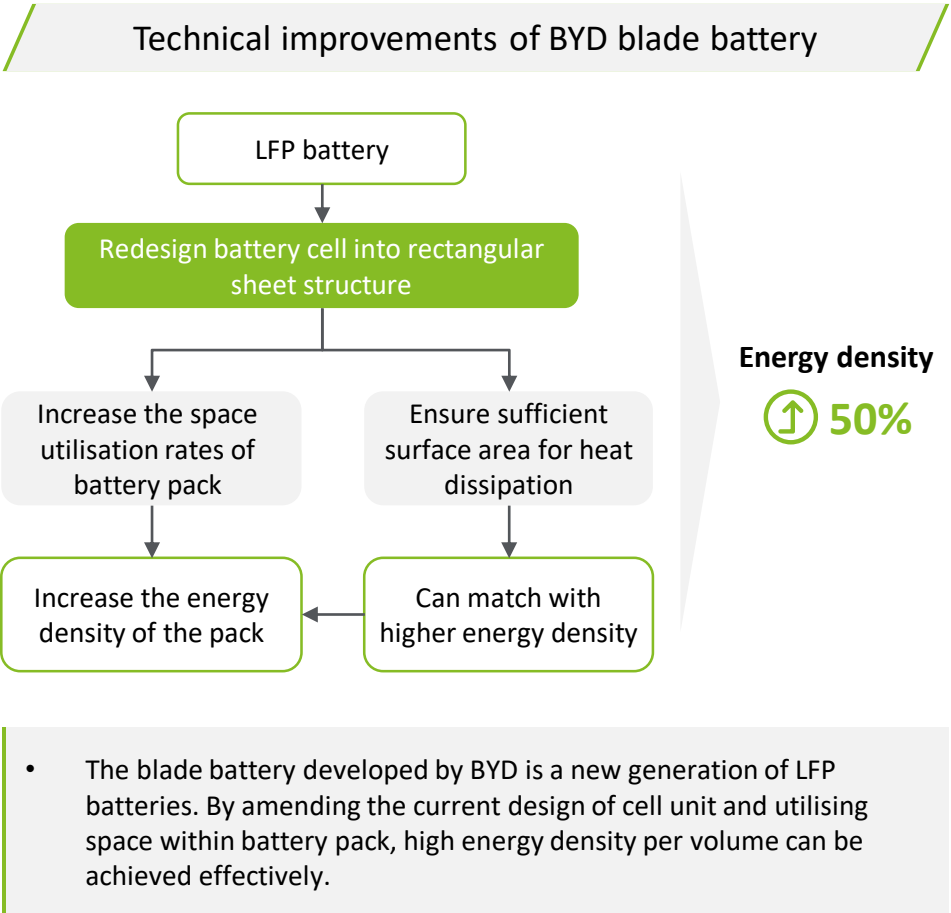 Technical improvements of BYD blade battery
LFP battery
Redesign battery cell into rectangular
sheet structure
Increase the space
utilisation rates of
battery pack
Ensure sufficient
surface area for heat
dissipation
Increase the energy
density of the pack
Can match with
higher energy density
Energy density
50%
• The blade battery developed by BYD is a new generation of LFP
batteries. By amending the current design of cell unit and utilising
space within battery pack, high energy density per volume can be
achieved effectively.